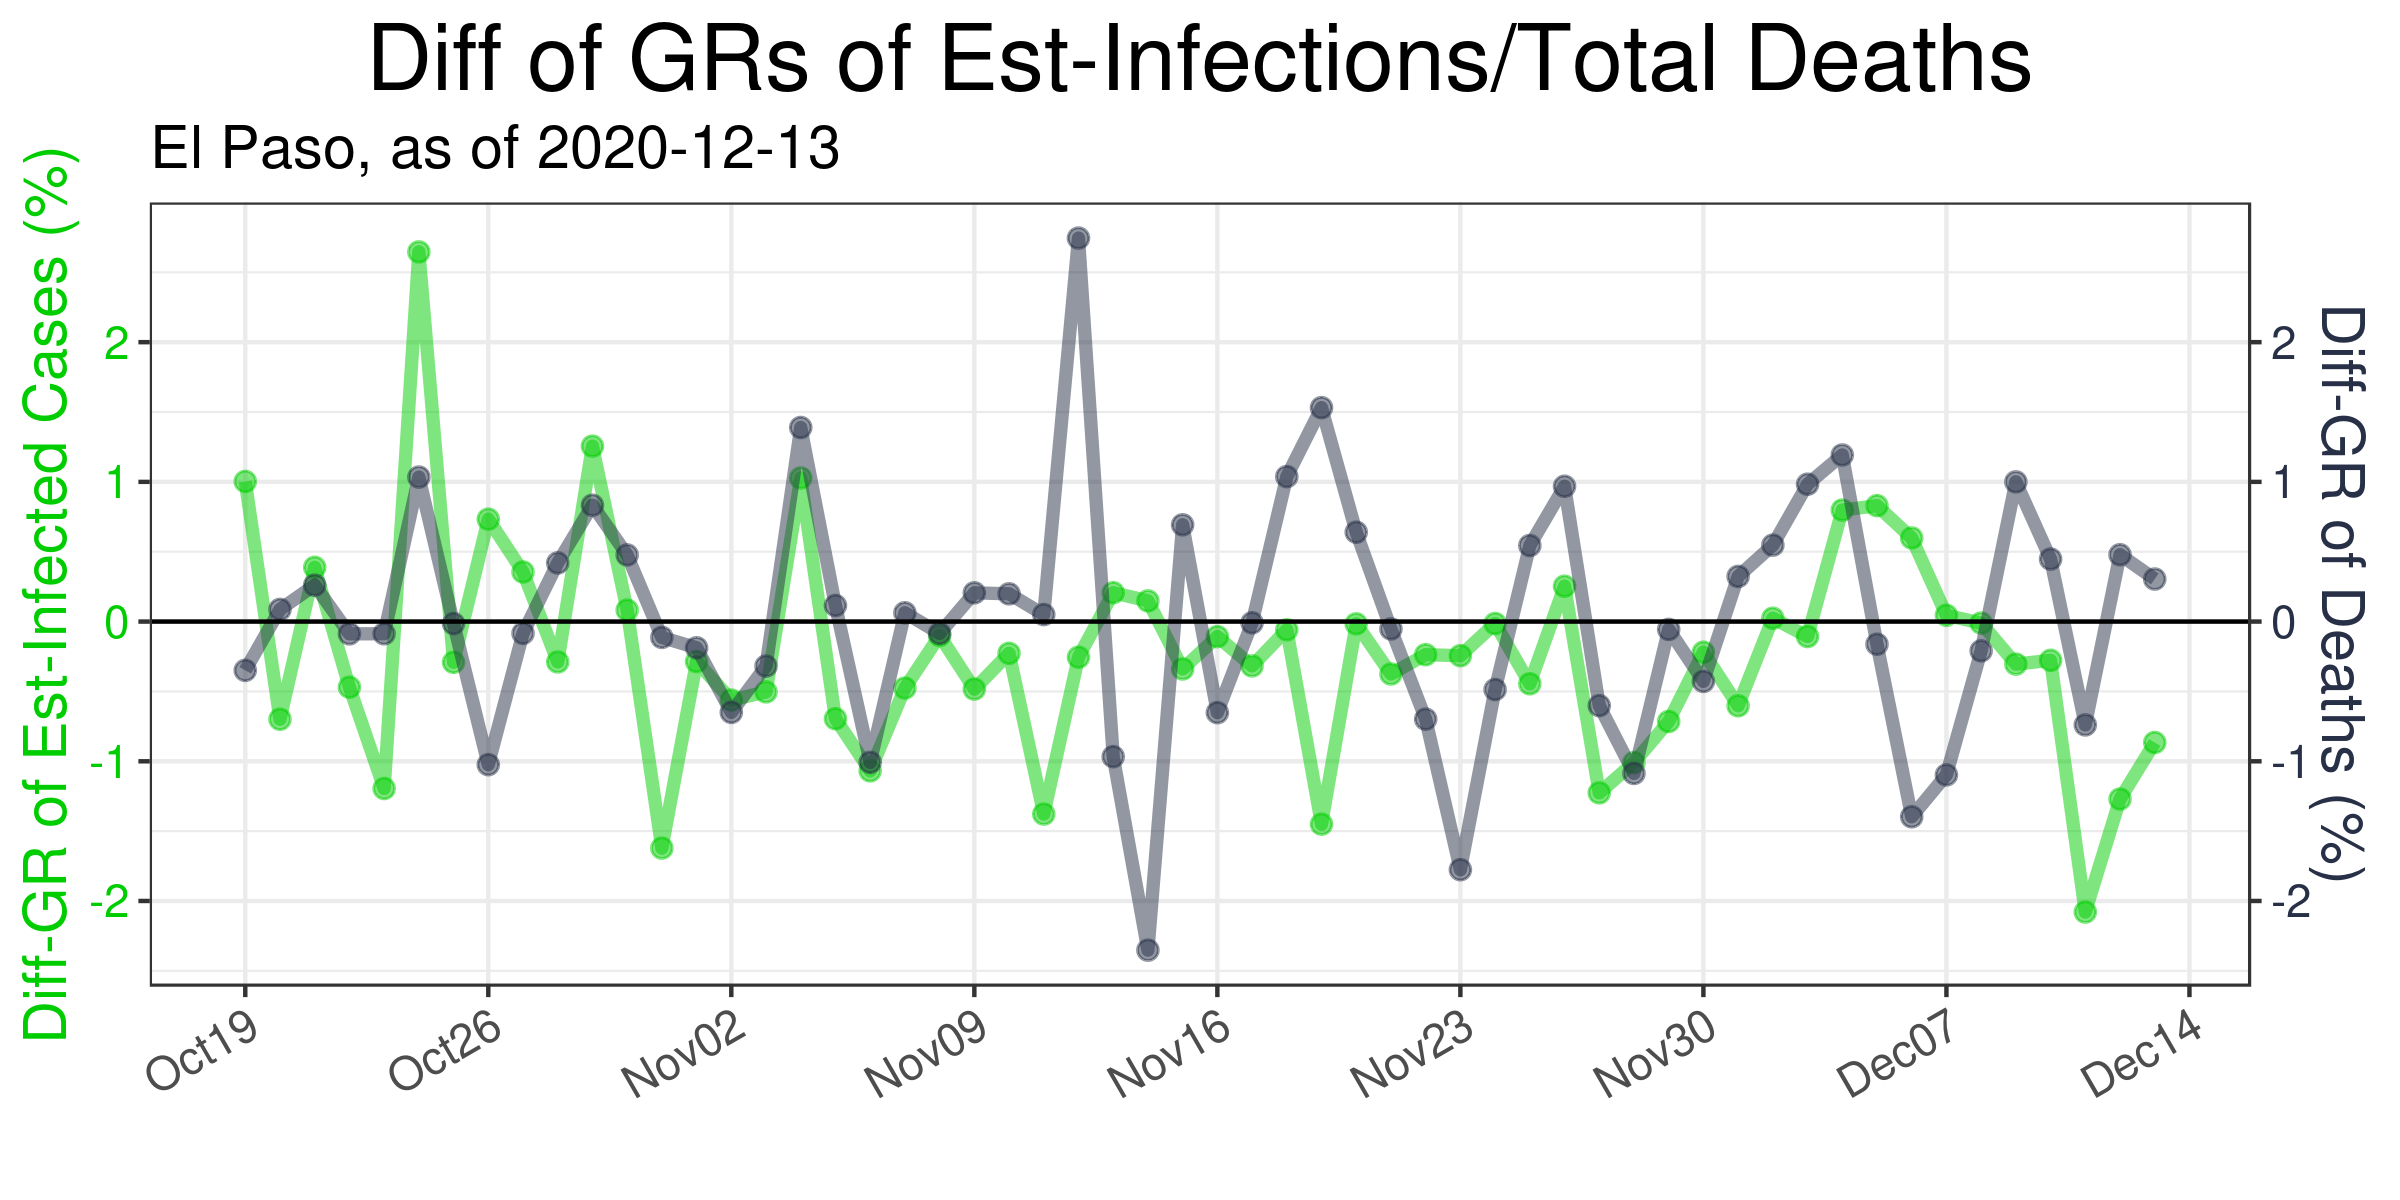 Diff of GRs of Est-Infections/Total Deaths
El Paso, as of 2020-12-13
Diff-GR of Est-Infected Cases (%)
2
1
0
-1
-2
2
1
0
-1
-2
Diff-GR of Deaths (%)
Oct19
Oct26
Nov02
Nov09
Nov16
Nov23
Nov30
Dec07
Dec14